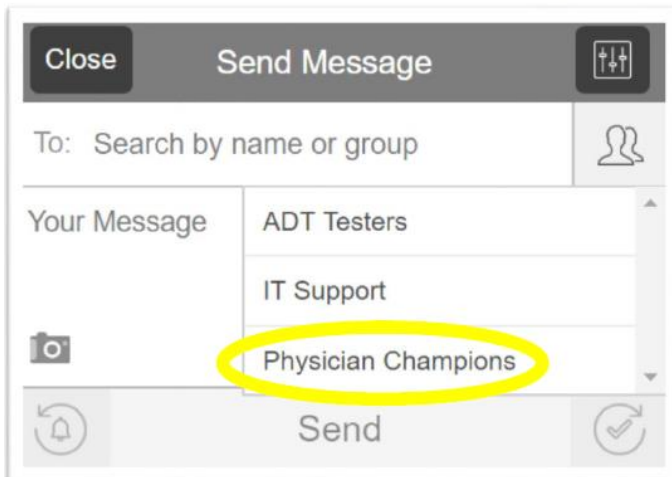 Close Send Message
To: Search by name or group
Your Message
ADT Testers
IT Support
Physician Champions
Send